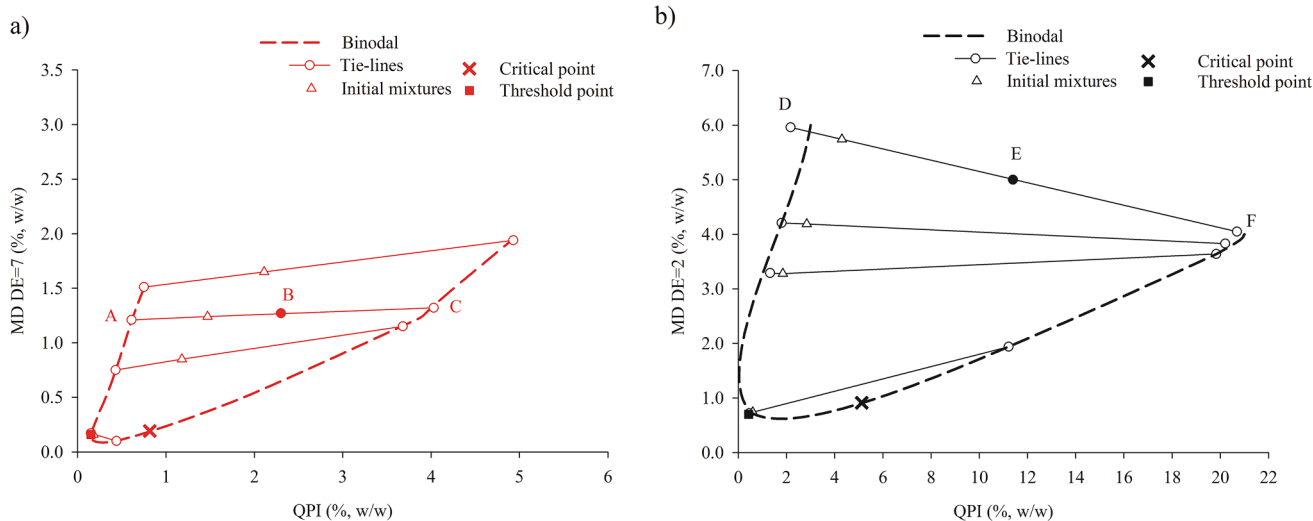 a)
Binodal
Tie-lines
Initial mixtures
Critical point
Threshold point
3.5
3.0
2.5
2.0
1.5
1.0
0.5
0.0
MD DE=7 (%, w/w)
A
B
C
0
1
2
3
4
5
6
QPI (%, w/w)
b)
Binodal
Tie-lines
Initial mixtures
Critical point
Threshold point
7.0
6.0
5.0
4.0
3.0
2.0
1.0
0.0
MD DE=2 (%, w/w)
D
E
F
0
2
4
6
8
10
12
14
16
18
20
22
QPI (%, w/w)